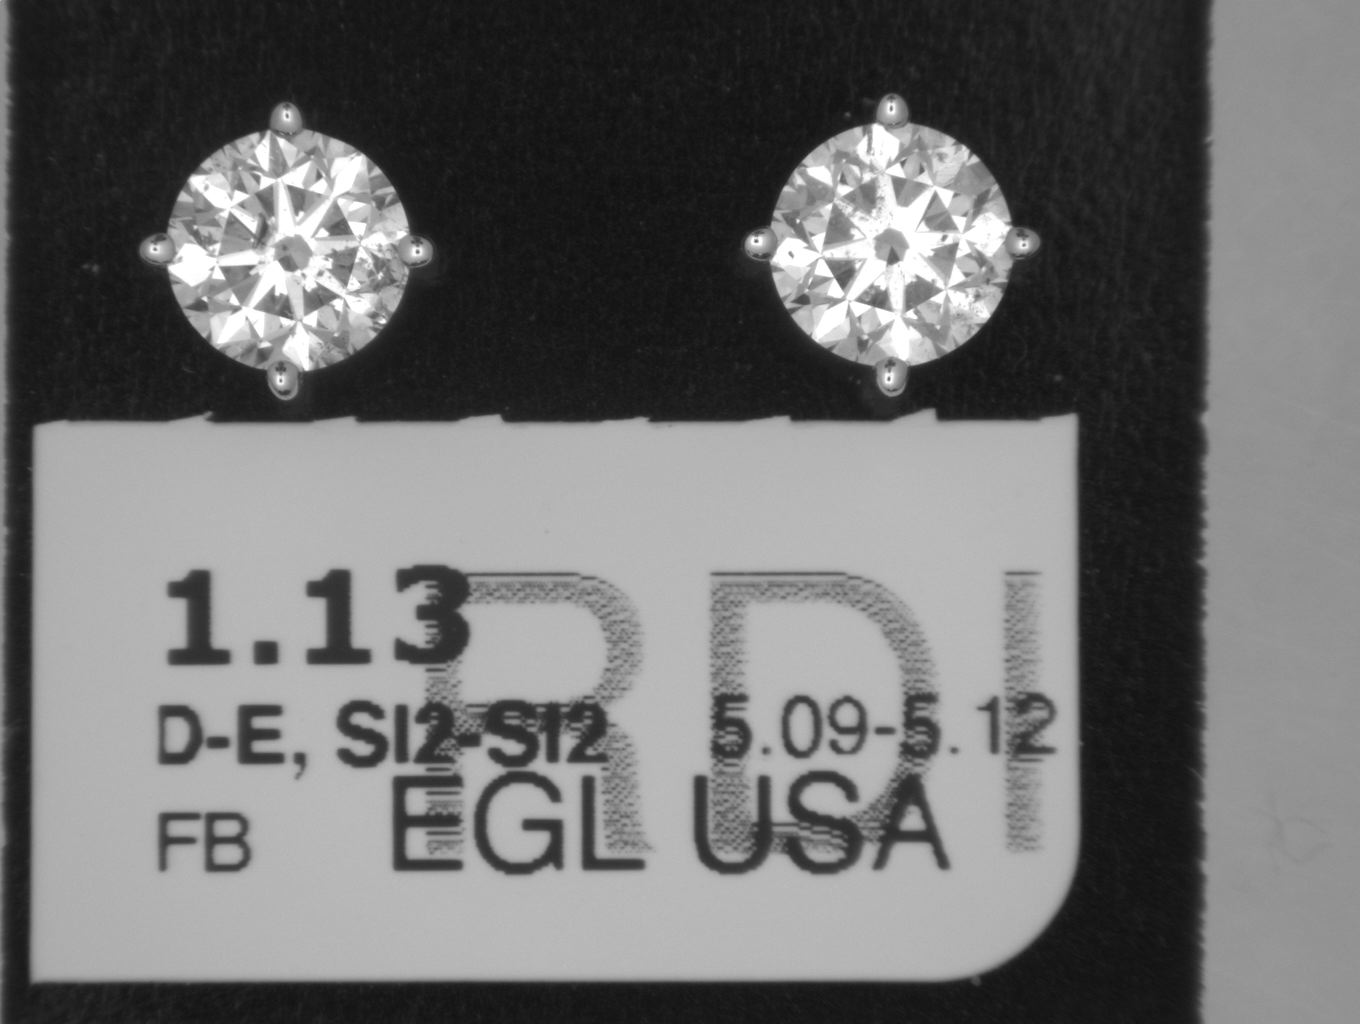 1.13 RDI
D-E, SI2-SI2 5.09-5.12
FB EGL USA